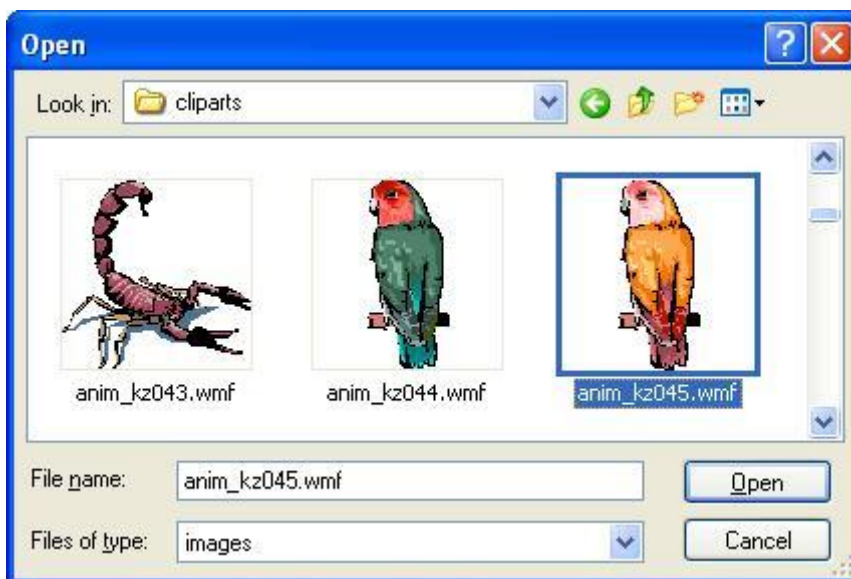 Open
Look in: cliparts
anim_kz043.wmf anim_kz044.wmf anim_kz045.wmf
File name: anim_kz045.wmf Open
Files of type: images Cancel